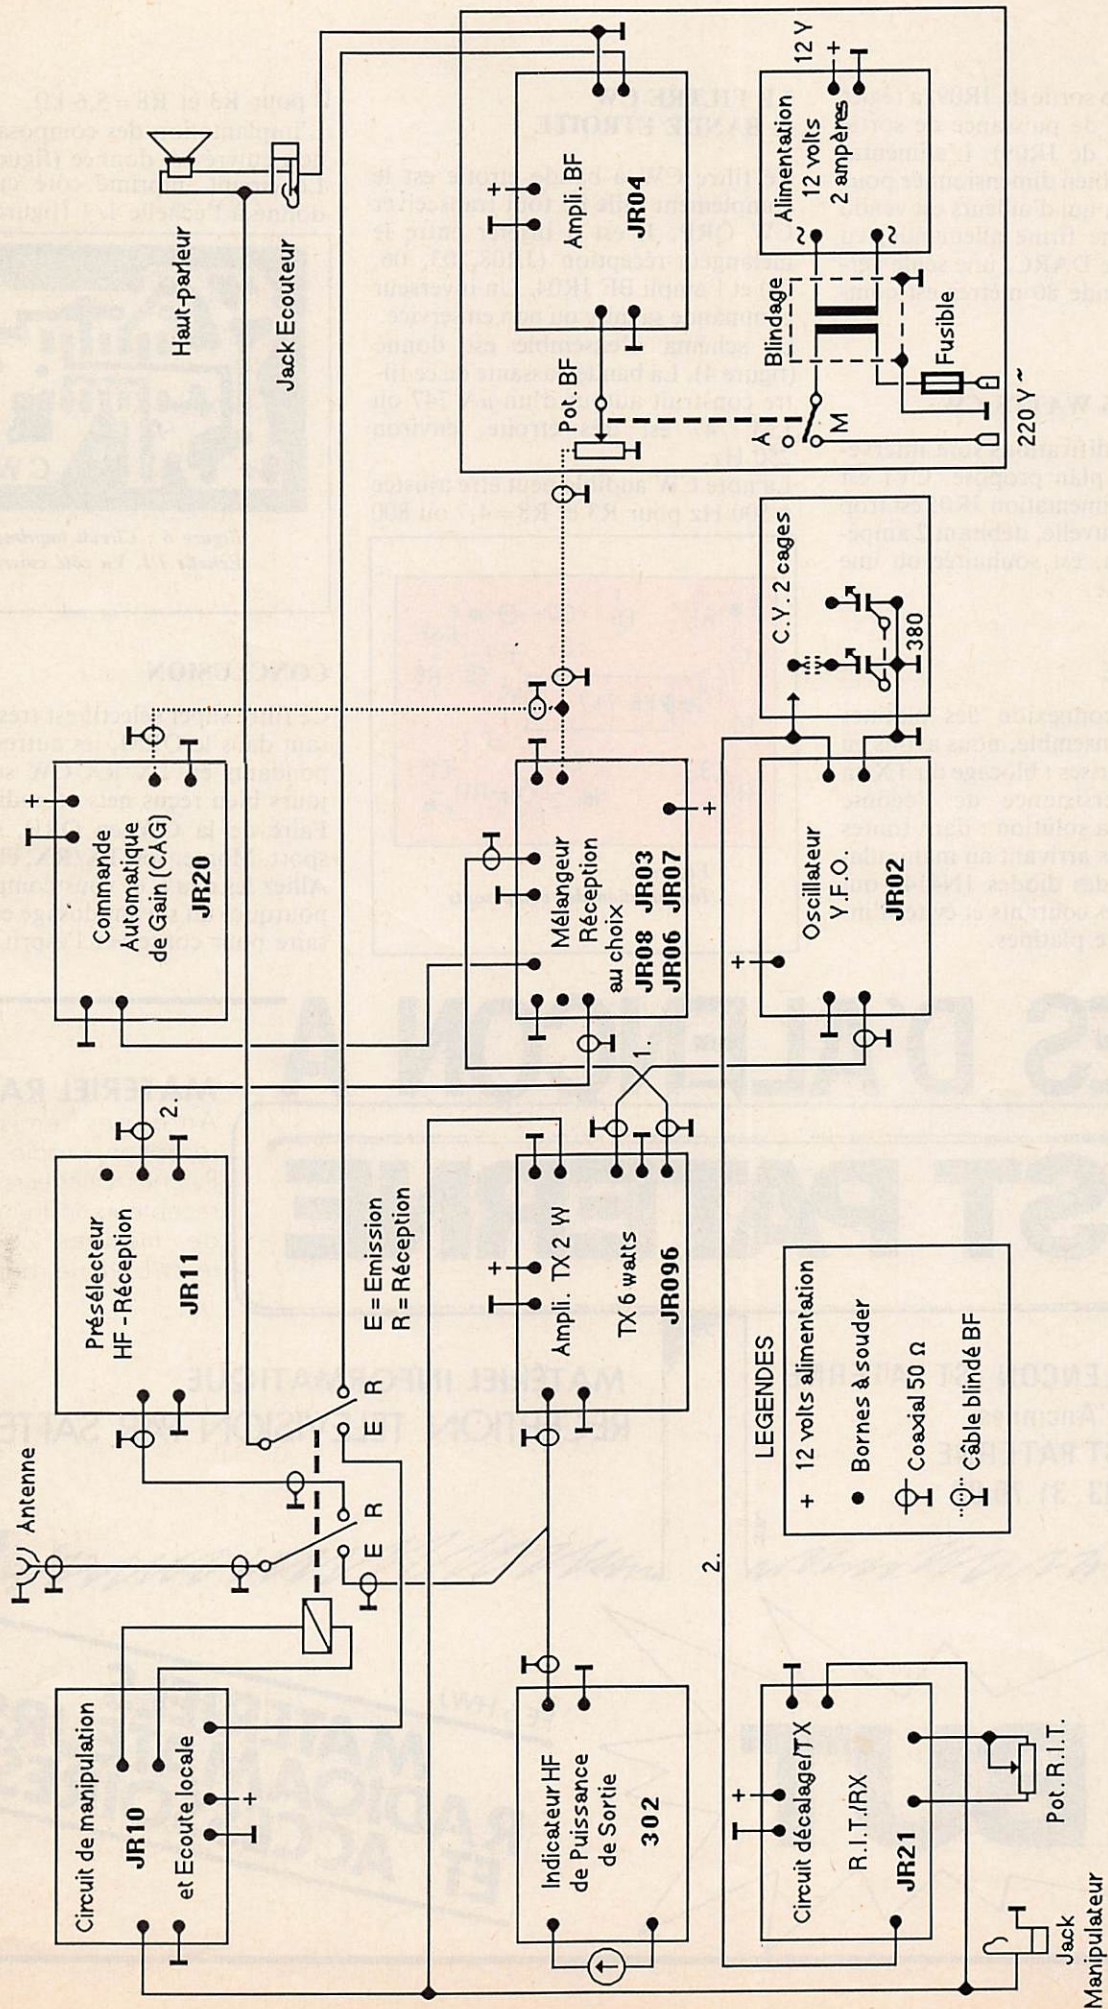 Antenne
Haut-parleur
Jack Ecouteur
Circuit de manipulation
JR10
et Ecoute locale
+
Présélecteur
HF - Réception
JR11
2.
Commande
Automatique
de Gain (CAG)
JR20
+
E R
E R
E = Emission
R = Réception
Indicateur HF
de Puissance
de Sortie
302
Ampli. TX 2 W
TX 6 watts
JR096
+
1.
Mélangeur
Réception
au choix
JR08 JR03
JR06 JR07
+
Pot. BF
Ampli. BF
JR04
+
2.
Circuit décalage/TX
R.I.T./RX
JR21
+
Pot. R.I.T.
Jack
Manipulateur
LEGENDES
+ 12 volts alimentation
Bornes à souder
Coaxial 50 Ω
Cable blindé BF
Oscillateur
V.F.O.
JR02
+
C.V. 2 cages
380
Blindage
A
M
Fusible
220 V ~
Alimentation
12 volts
2 ampères
12 V
+
~
~